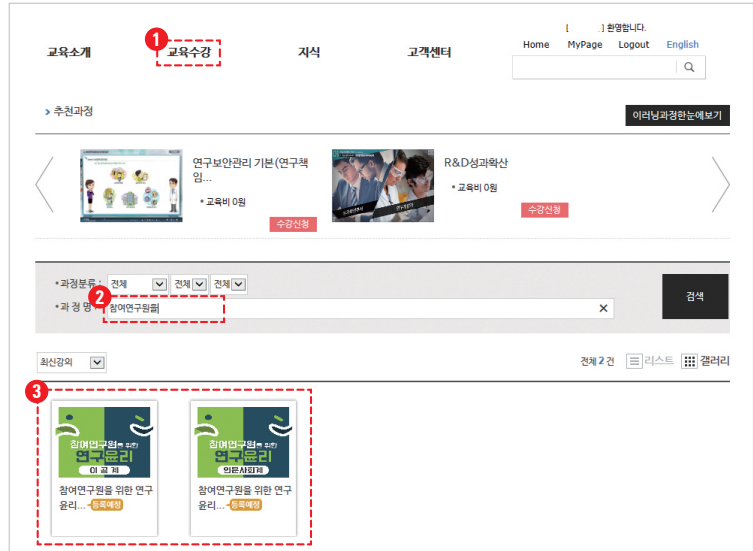 [ .] 환영합니다.
Home MyPage Logout English
1
교육소개 교육수강 지식 고객센터
> 추천과정
이러닝과정한눈에보기
연구보안관리 기본(연구책
임...
• 교육비 0원
수강신청
R&D성과확산
• 교육비 0원
수강신청
•과정분류 : 전체 전체 전체
2
•과 정 명 : 참여연구원을
×
검색
최신강의
전체 2 건 리스트 갤러리
3
참여연구원을 위한
연구윤리
이 공 계
참여연구원을 위한 연구
윤리... -등록예정
참여연구원을 위한
연구윤리
인문사회계
참여연구원을 위한 연구
윤리... -등록예정